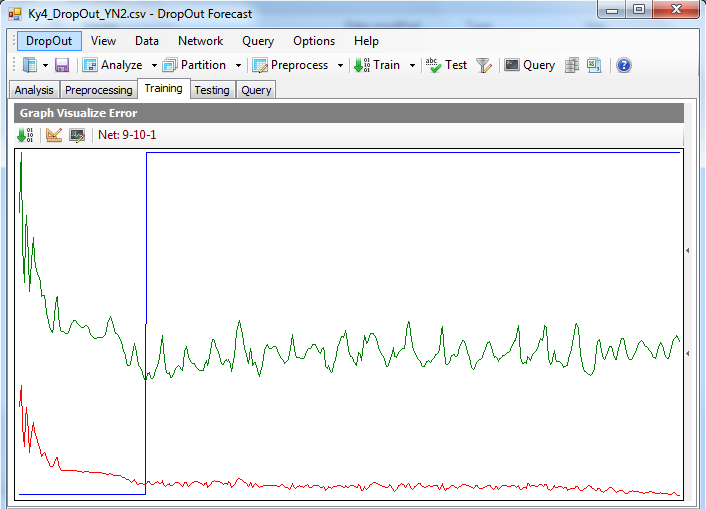 Ky4_DropOut_YN2.csv - DropOut Forecast
DropOut View Data Network Query Options Help
Analyze Partition Preprocess Train Test Query
Analysis Preprocessing Training Testing Query
Graph Visualize Error
Net: 9-10-1